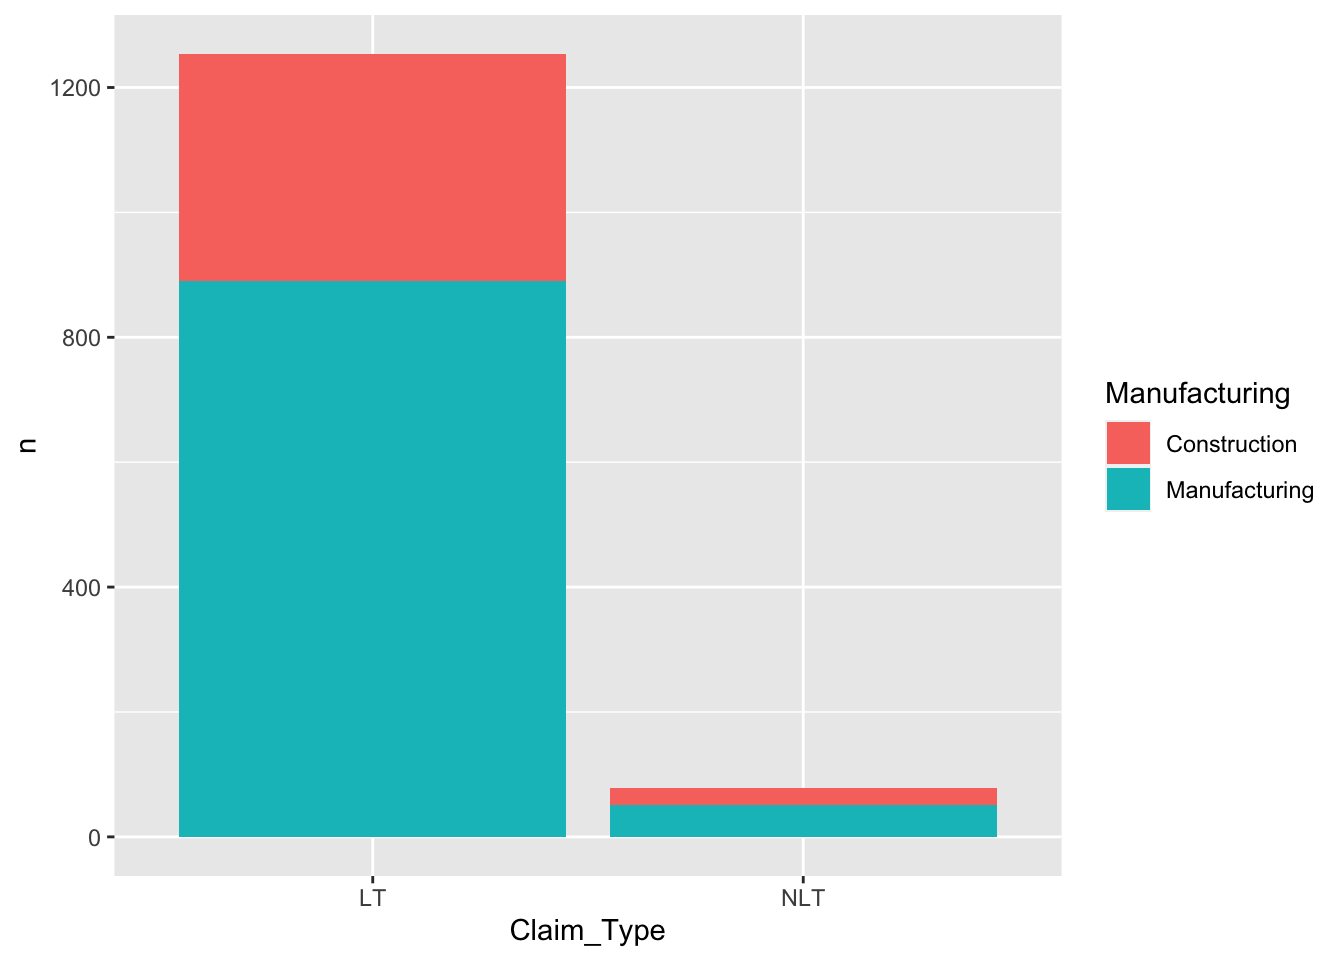 1200
800
400
0
n
LT
NLT
Claim_Type
Manufacturing
Construction
Manufacturing